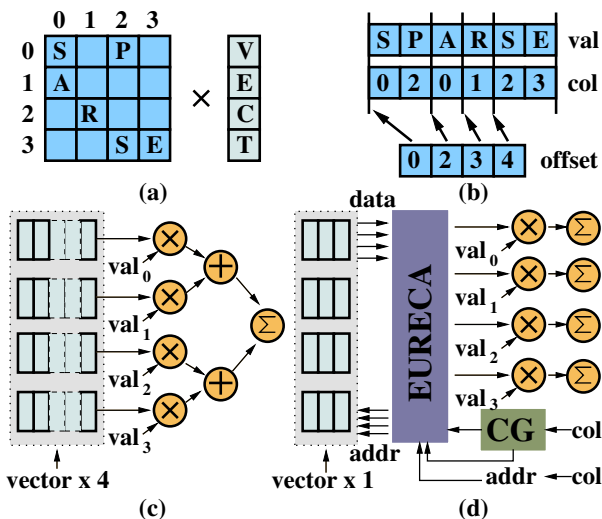 0 1 2 3
0 S P
1 A
2 R
3 S E
×
V
E
C
T
(a)
S P A R S E val
0 2 0 1 2 3 col
0 2 3 4 offset
(b)
val0
val1
val2
val3
×
×
×
×
+
+
Σ
vector x 4
(c)
data
EURECA
addr
val0
val1
val2
val3
×
×
×
×
Σ
Σ
Σ
Σ
CG
col
addr
col
vector x 1
(d)